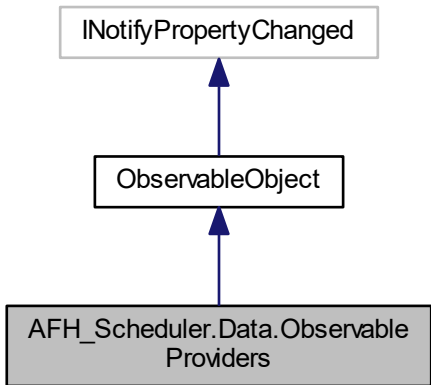 INotifyPropertyChanged
ObservableObject
AFH_Scheduler.Data.Observable
Providers